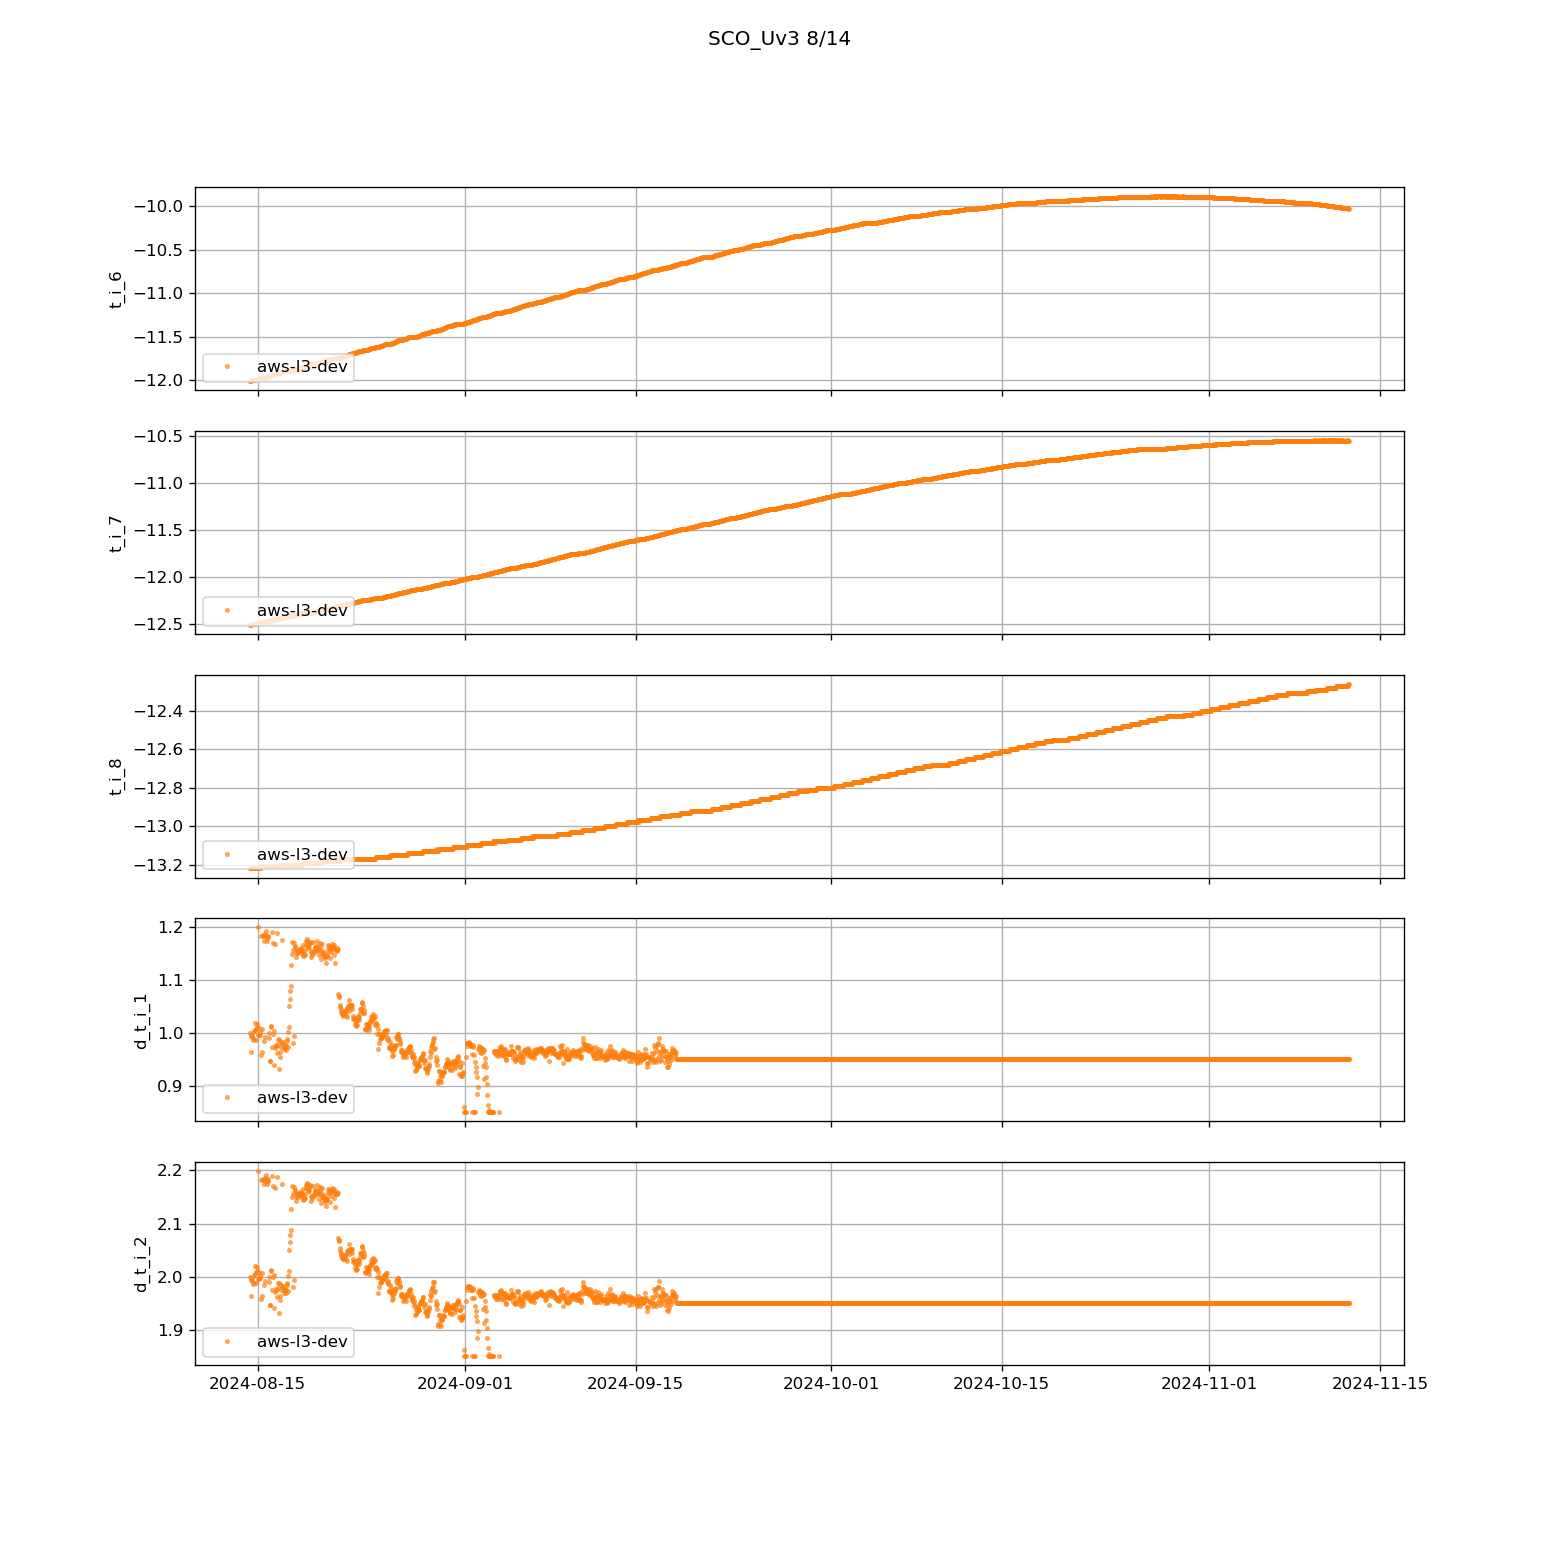 SCO_Uv3 8/14
−10.0
−10.5
−11.0
−11.5
−12.0
t_i_6
aws-l3-dev
−10.5
−11.0
−11.5
−12.0
−12.5
t_i_7
aws-l3-dev
−12.4
−12.6
−12.8
−13.0
−13.2
t_i_8
aws-l3-dev
1.2
1.1
1.0
0.9
d_t_i_1
aws-l3-dev
2.2
2.1
2.0
1.9
d_t_i_2
aws-l3-dev
2024-08-15 2024-09-01 2024-09-15 2024-10-01 2024-10-15 2024-11-01 2024-11-15